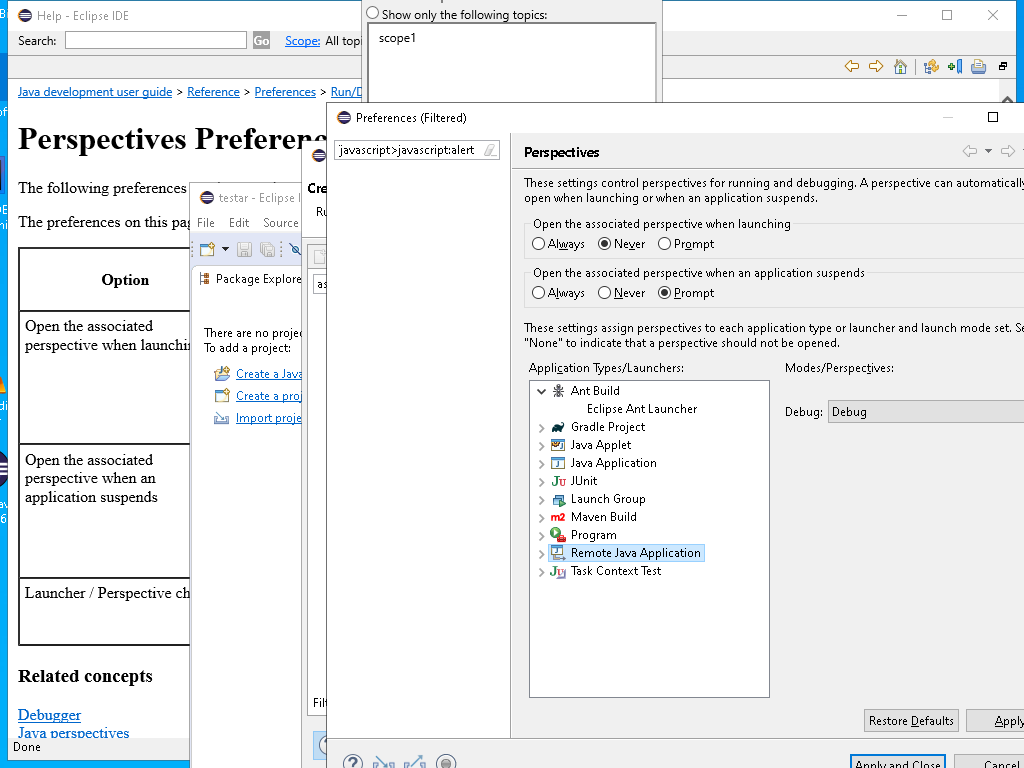 Help - Eclipse IDE
Show only the following topics:
Search:
Go
Scope:
All topi
scope1
Java development user guide > Reference > Preferences > Run/D
Perspectives Preferen
The following preferences
The preferences on this pag
Option
Open the associated
perspective when launchi
Open the associated
perspective when an
application suspends
Launcher / Perspective ch
Related concepts
Debugger
Java perspectives
Done
testar - Eclipse I
File Edit Source
Package Explore
There are no projec
To add a project:
Create a Java
Create a proj
Import proje
Cre
Ru
as
Filt
Preferences (Filtered)
javascript>javascript:alert
Perspectives
These settings control perspectives for running and debugging. A perspective can automatically
open when launching or when an application suspends.
Open the associated perspective when launching
Always Never Prompt
Open the associated perspective when an application suspends
Always Never Prompt
These settings assign perspectives to each application type or launcher and launch mode set. Se
"None" to indicate that a perspective should not be opened.
Application Types/Launchers:
Modes/Perspectives:
Ant Build
Eclipse Ant Launcher
Gradle Project
Java Applet
Java Application
JUnit
Launch Group
Maven Build
Program
Remote Java Application
Task Context Test
Debug: Debug
Restore Defaults
Apply
Apply and Close
Cancel